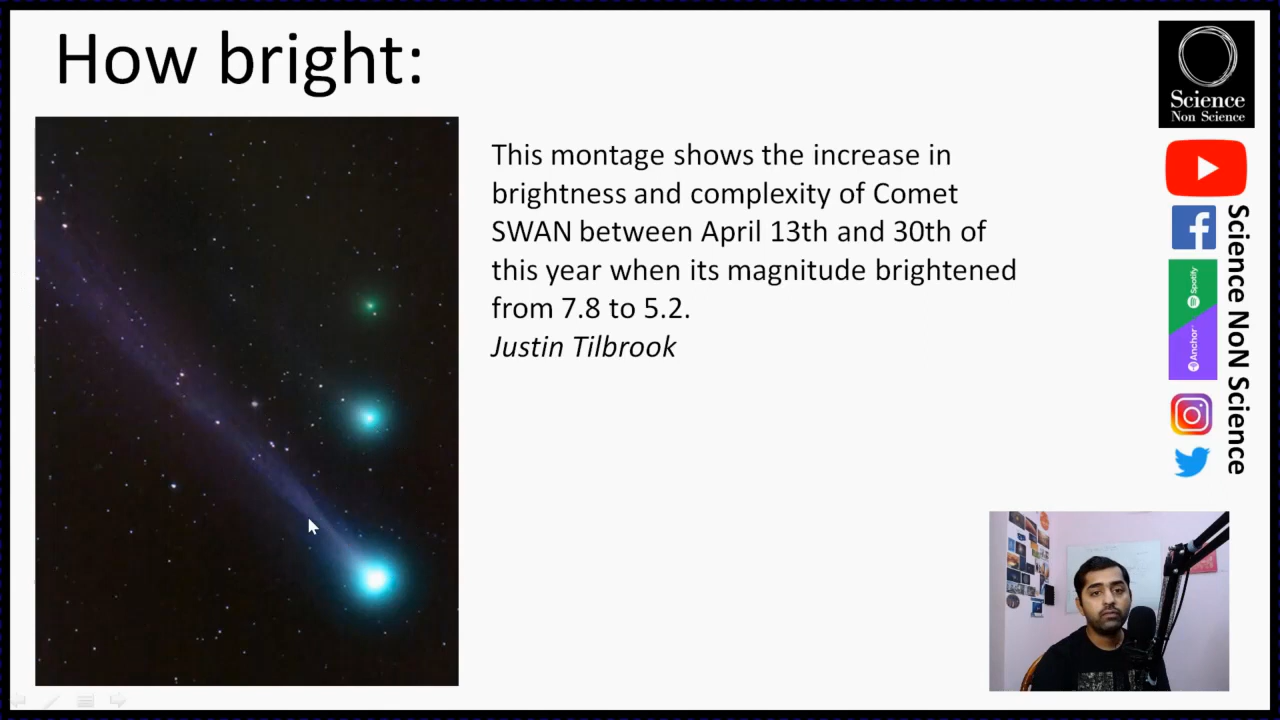 How bright:
This montage shows the increase in
brightness and complexity of Comet
SWAN between April 13th and 30th of
this year when its magnitude brightened
from 7.8 to 5.2.
Justin Tilbrook
Science
Non Science
Spotify
Anchor
Science NoN Science